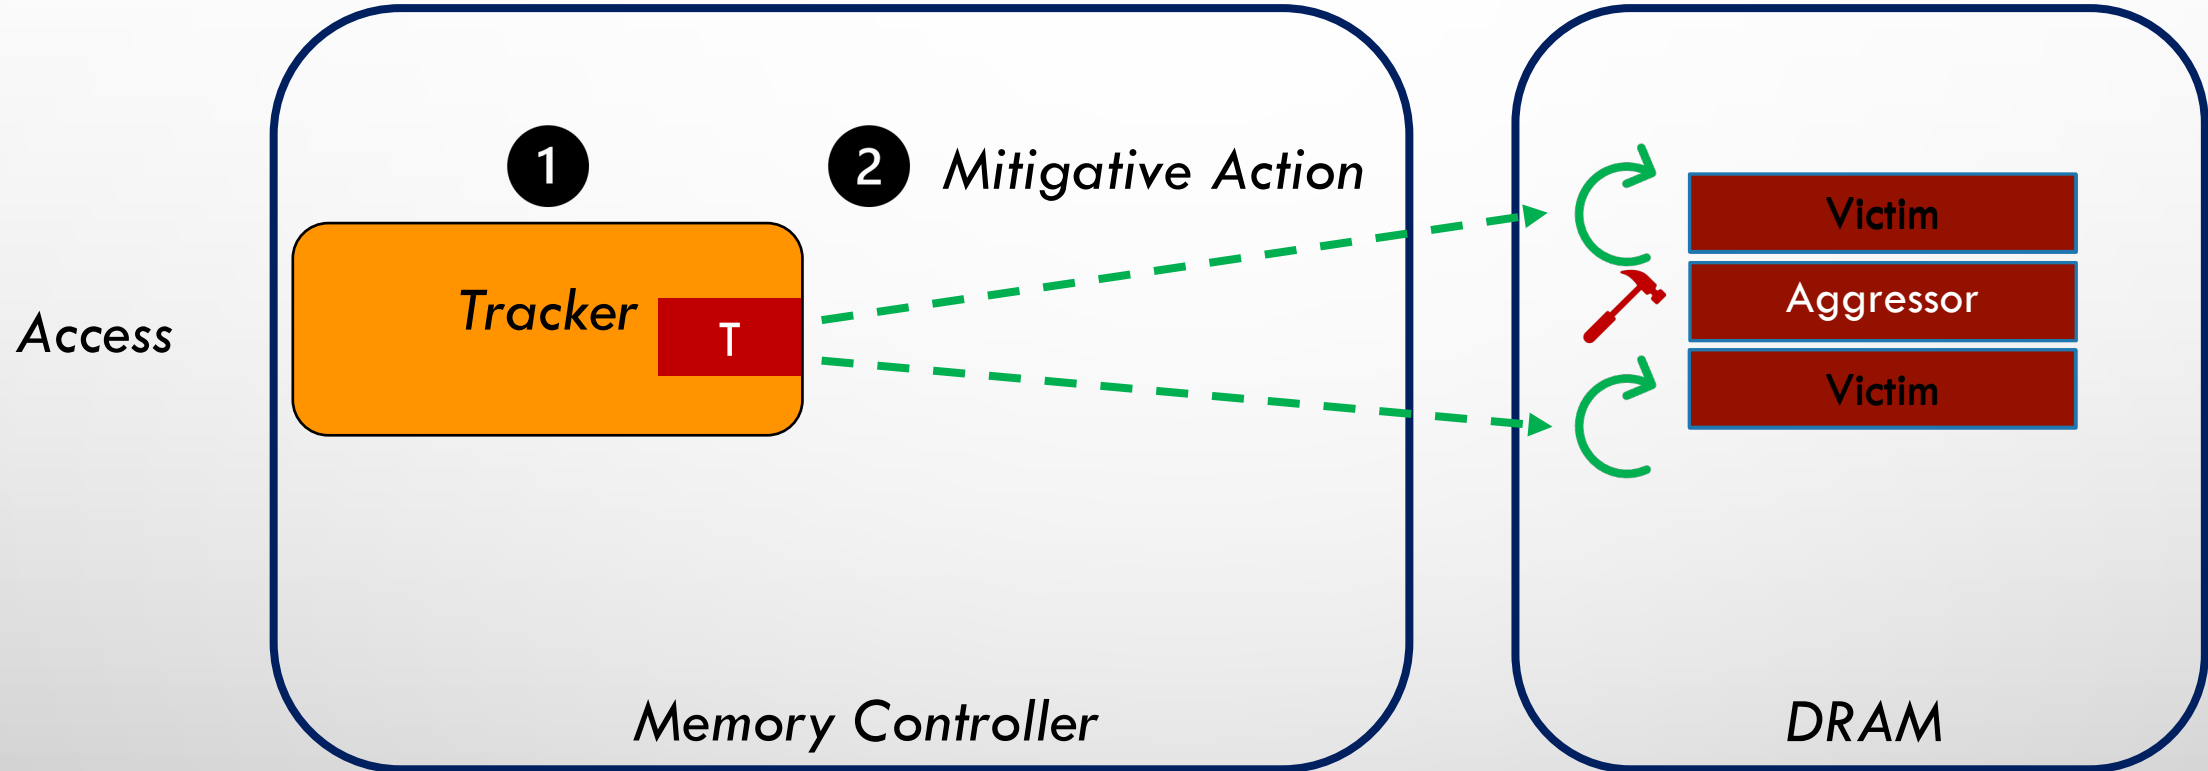 1
2 Mitigative Action
Tracker
T
Access
Victim
Aggressor
Victim
Memory Controller
DRAM